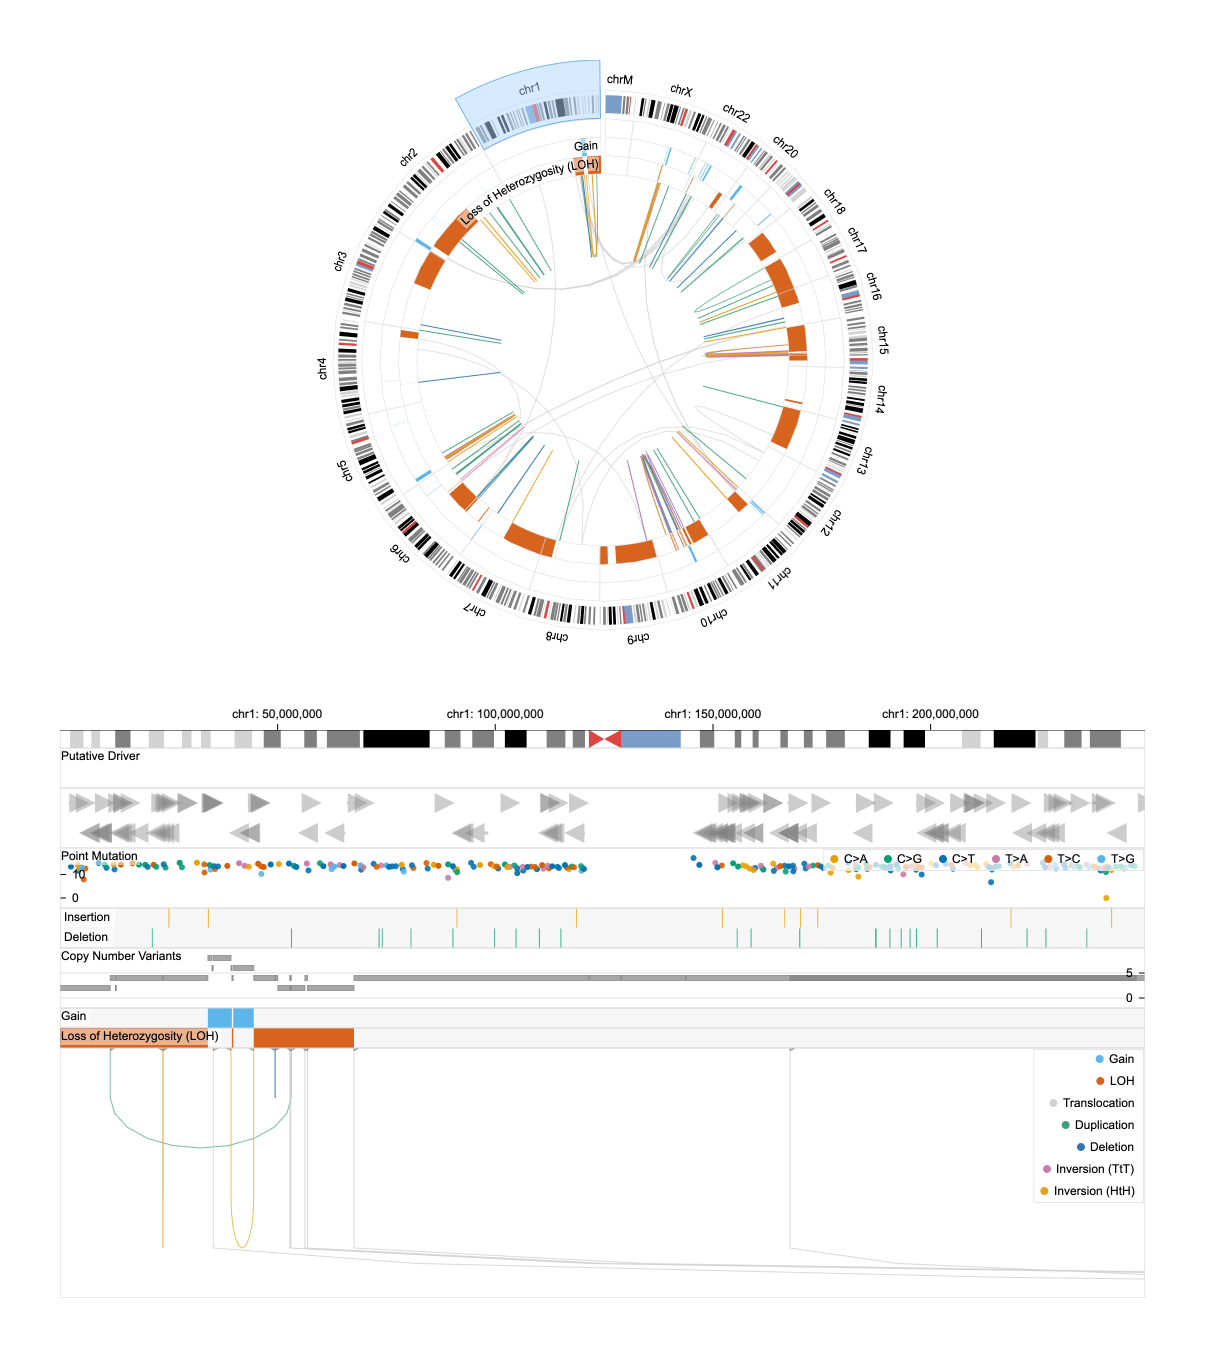 chrM
chr1
chrX
chr22
chr20
chr2
Gain
Loss of Heterozygosity (LOH)
chr18
chr17
chr3
chr16
chr15
chr4
chr14
chr5
chr13
chr6
chr12
chr11
chr7
chr10
chr8
chr9
chr1: 50,000,000
chr1: 100,000,000
chr1: 150,000,000
chr1: 200,000,000
Putative Driver
Point Mutation
C>A
C>G
C>T
T>A
T>C
T>G
10
0
Insertion
Deletion
Copy Number Variants
5
0
Gain
Loss of Heterozygosity (LOH)
Gain
LOH
Translocation
Duplication
Deletion
Inversion (TtT)
Inversion (HtH)